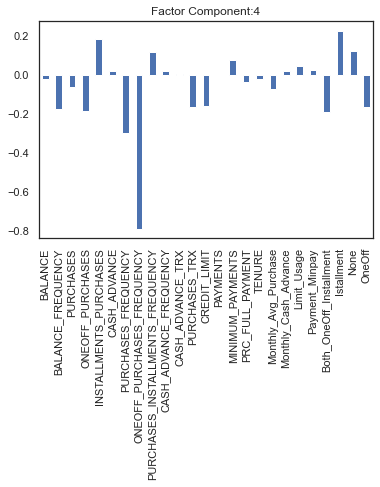 Factor Component:4
0.2
0.0
−0.2
−0.4
−0.6
−0.8
BALANCE
BALANCE_FREQUENCY
PURCHASES
ONEOFF_PURCHASES
INSTALLMENTS_PURCHASES
CASH_ADVANCE
PURCHASES_FREQUENCY
ONEOFF_PURCHASES_FREQUENCY
PURCHASES_INSTALLMENTS_FREQUENCY
CASH_ADVANCE_FREQUENCY
CASH_ADVANCE_TRX
PURCHASES_TRX
CREDIT_LIMIT
PAYMENTS
MINIMUM_PAYMENTS
PRC_FULL_PAYMENT
TENURE
Monthly_Avg_Purchase
Monthly_Cash_Advance
Limit_Usage
Payment_Minpay
Both_OneOff_Installment
Istallment
None
OneOff